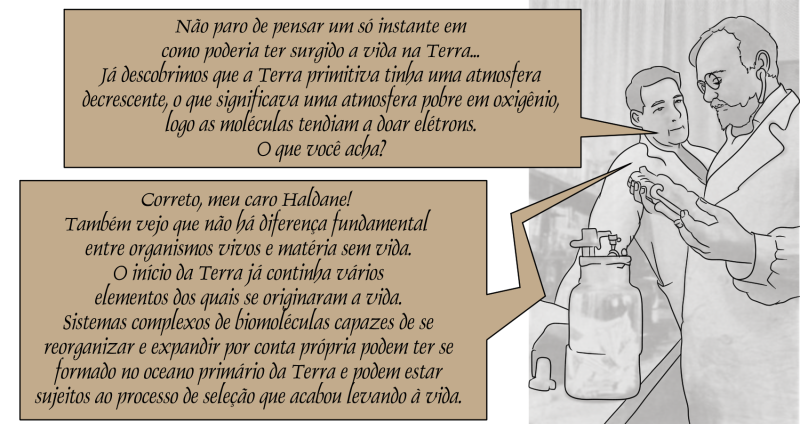 Não paro de pensar um só instante em
como poderia ter surgido a vida na Terra...
Já descobrimos que a Terra primitiva tinha uma atmosfera
decrescente, o que significava uma atmosfera pobre em oxigênio,
logo as moléculas tendiam a doar elétrons.
O que você acha?
Correto, meu caro Haldane!
Também vejo que não há diferença fundamental
entre organismos vivos e matéria sem vida.
O início da Terra já continha vários
elementos dos quais se originaram a vida.
Sistemas complexos de biomoléculas capazes de se
reorganizar e expandir por conta própria podem ter se
formado no oceano primário da Terra e podem estar
sujeitos ao processo de seleção que acabou levando à vida.